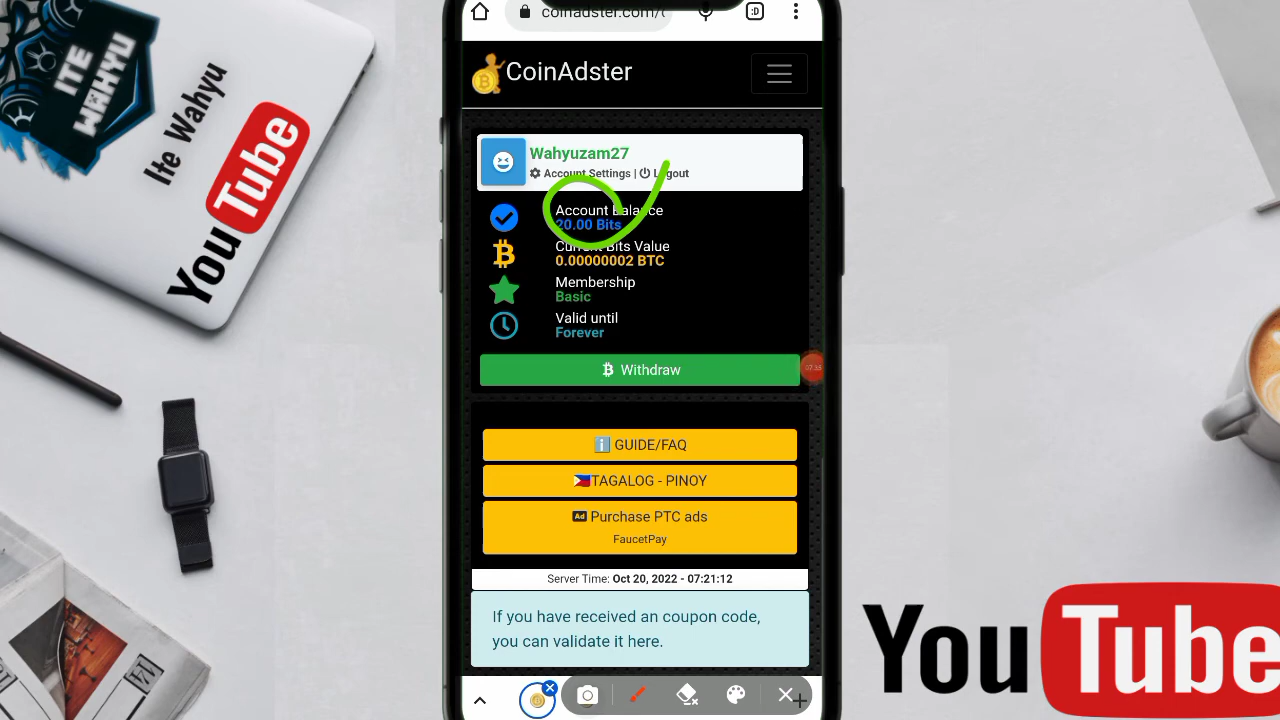 ITE
WAHYU
Ite Wahyu
YouTube
coinadster.com/
:D
CoinAdster
Wahyuzam27
Account Settings | Logout
Account Balance
20.00 Bits
Current Bits Value
0.00000002 BTC
Membership
Basic
Valid until
Forever
Withdraw
07:35
ℹ️ GUIDE/FAQ
🇵🇭TAGALOG - PINOY
Ad Purchase PTC ads
FaucetPay
Server Time: Oct 20, 2022 - 07:21:12
If you have received an coupon code,
you can validate it here.
YouTube